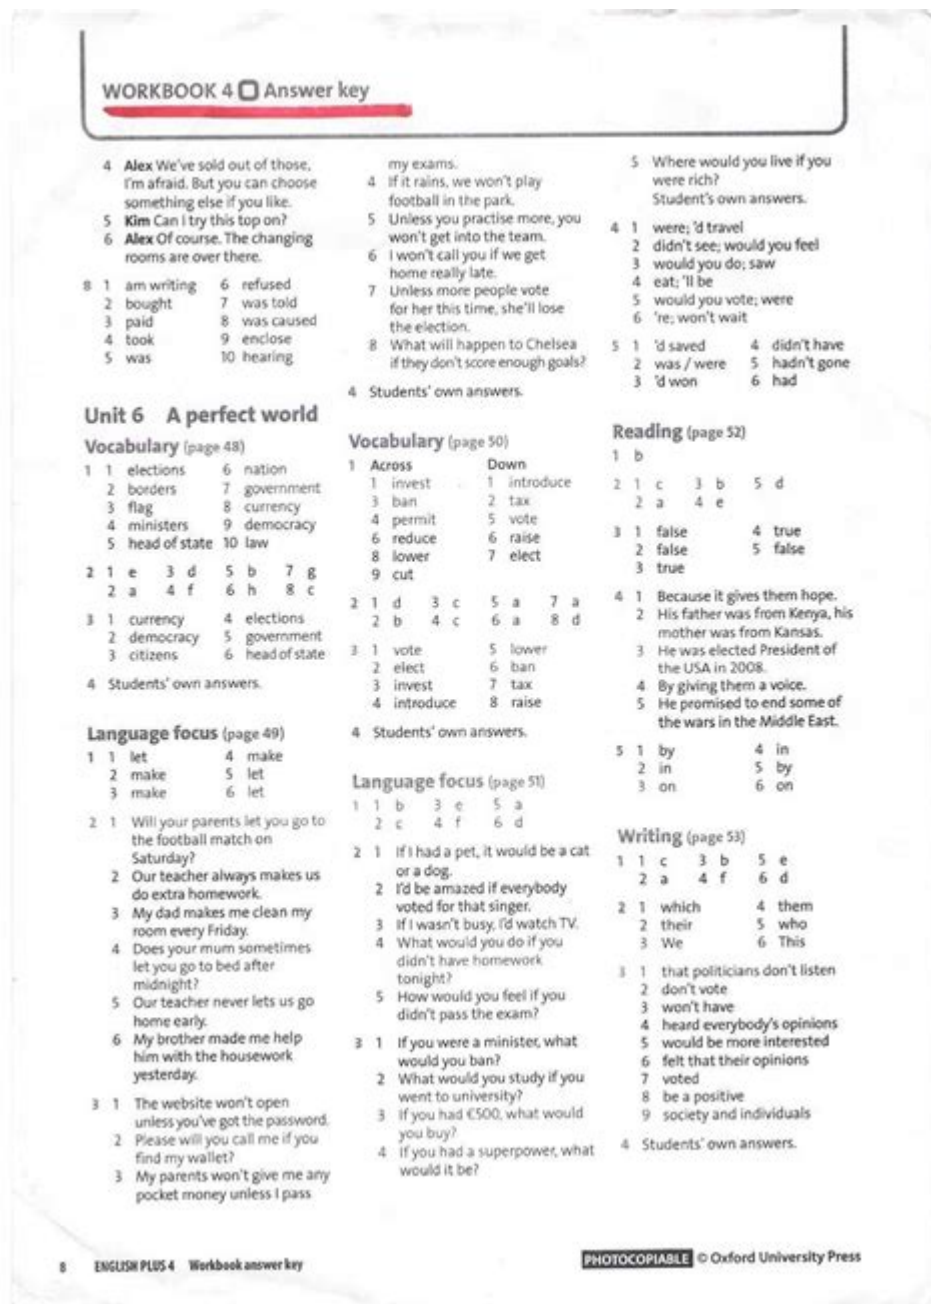 WORKBOOK 4 Answer key
4 Alex We've sold out of those,
I'm afraid. But you can choose
something else if you like.
5 Kim Can I try this top on?
6 Alex Of course. The changing
rooms are over there.
8 1 am writing 6 refused
2 bought 7 was told
3 paid 8 was caused
4 took 9 enclose
5 was 10 hearing
Unit 6 A perfect world
Vocabulary (page 48)
1 1 elections 6 nation
2 borders 7 government
3 flag 8 currency
4 ministers 9 democracy
5 head of state 10 law
2 1 e 3 d 5 b 7 g
2 a 4 f 6 h 8 c
3 1 currency 4 elections
2 democracy 5 government
3 citizens 6 head of state
4 Students' own answers.
Language focus (page 49)
1 1 let 4 make
2 make 5 let
3 make 6 let
2 1 Will your parents let you go to
the football match on
Saturday?
2 Our teacher always makes us
do extra homework.
3 My dad makes me clean my
room every Friday.
4 Does your mum sometimes
let you go to bed after
midnight?
5 Our teacher never lets us go
home early.
6 My brother made me help
him with the housework
yesterday.
3 1 The website won't open
unless you've got the password.
2 Please will you call me if you
find my wallet?
3 My parents won't give me any
pocket money unless I pass
my exams.
4 If it rains, we won't play
football in the park.
5 Unless you practise more, you
won't get into the team.
6 I won't call you if we get
home really late.
7 Unless more people vote
for her this time, she'll lose
the election.
8 What will happen to Chelsea
if they don't score enough goals?
4 Students' own answers.
Vocabulary (page 50)
1 Across Down
1 invest 1 introduce
3 ban 2 tax
4 permit 5 vote
6 reduce 6 raise
8 lower 7 elect
9 cut
2 1 d 3 c 5 a 7 a
2 b 4 c 6 a 8 d
3 1 vote 5 lower
2 elect 6 ban
3 invest 7 tax
4 introduce 8 raise
4 Students' own answers.
Language focus (page 51)
1 1 b 3 e 5 a
2 c 4 f 6 d
2 1 If I had a pet, it would be a cat
or a dog.
2 I'd be amazed if everybody
voted for that singer.
3 If I wasn't busy, I'd watch TV.
4 What would you do if you
didn't have homework
tonight?
5 How would you feel if you
didn't pass the exam?
3 1 If you were a minister, what
would you ban?
2 What would you study if you
went to university?
3 If you had €500, what would
you buy?
4 If you had a superpower, what
would it be?
5 Where would you live if you
were rich?
Student's own answers.
4 1 were; 'd travel
2 didn't see; would you feel
3 would you do; saw
4 eat; 'll be
5 would you vote; were
6 're; won't wait
5 1 'd saved 4 didn't have
2 was / were 5 hadn't gone
3 'd won 6 had
Reading (page 52)
1 b
2 1 c 3 b 5 d
2 a 4 e
3 1 false 4 true
2 false 5 false
3 true
4 1 Because it gives them hope.
2 His father was from Kenya, his
mother was from Kansas.
3 He was elected President of
the USA in 2008.
4 By giving them a voice.
5 He promised to end some of
the wars in the Middle East.
5 1 by 4 in
2 in 5 by
3 on 6 on
Writing (page 53)
1 1 c 3 b 5 e
2 a 4 f 6 d
2 1 which 4 them
2 their 5 who
3 We 6 This
3 1 that politicians don't listen
2 don't vote
3 won't have
4 heard everybody's opinions
5 would be more interested
6 felt that their opinions
7 voted
8 be a positive
9 society and individuals
4 Students' own answers.
8 ENGLISH PLUS 4 Workbook answer key
PHOTOCOPIABLE © Oxford University Press